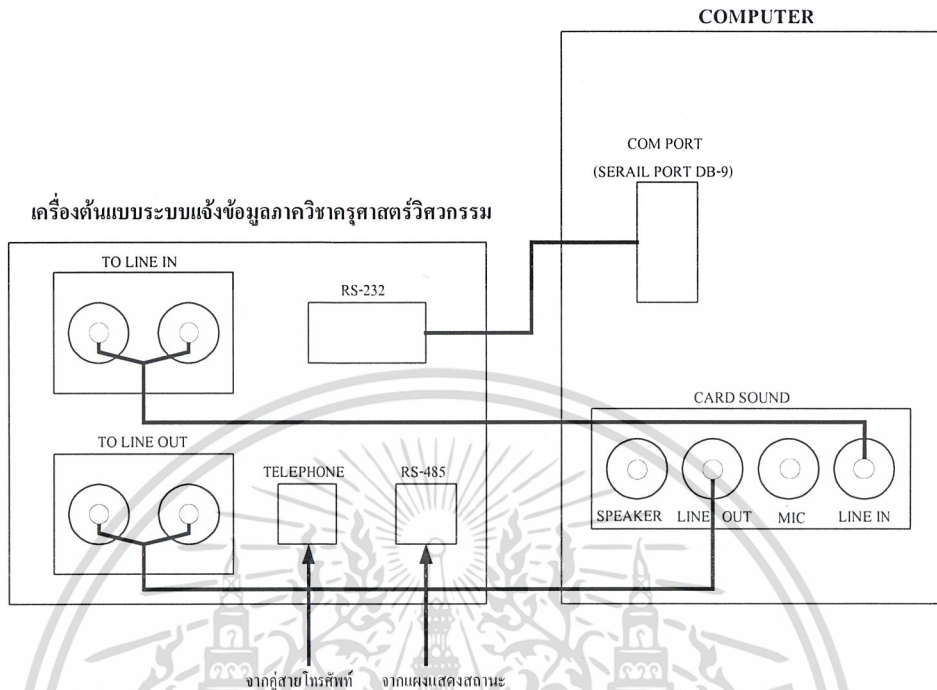 COMPUTER
COM PORT
(SERAIL PORT DB-9)
เครื่องต้นแบบระบบแจ้งข้อมูลภาควิชาครุศาสตร์วิศวกรรม
TO LINE IN
RS-232
CARD SOUND
TO LINE OUT
TELEPHONE
RS-485
SPEAKER
LINE OUT
MIC
LINE IN
จากคู่สายโทรศัพท์
จากแผงแสดงสถานะ